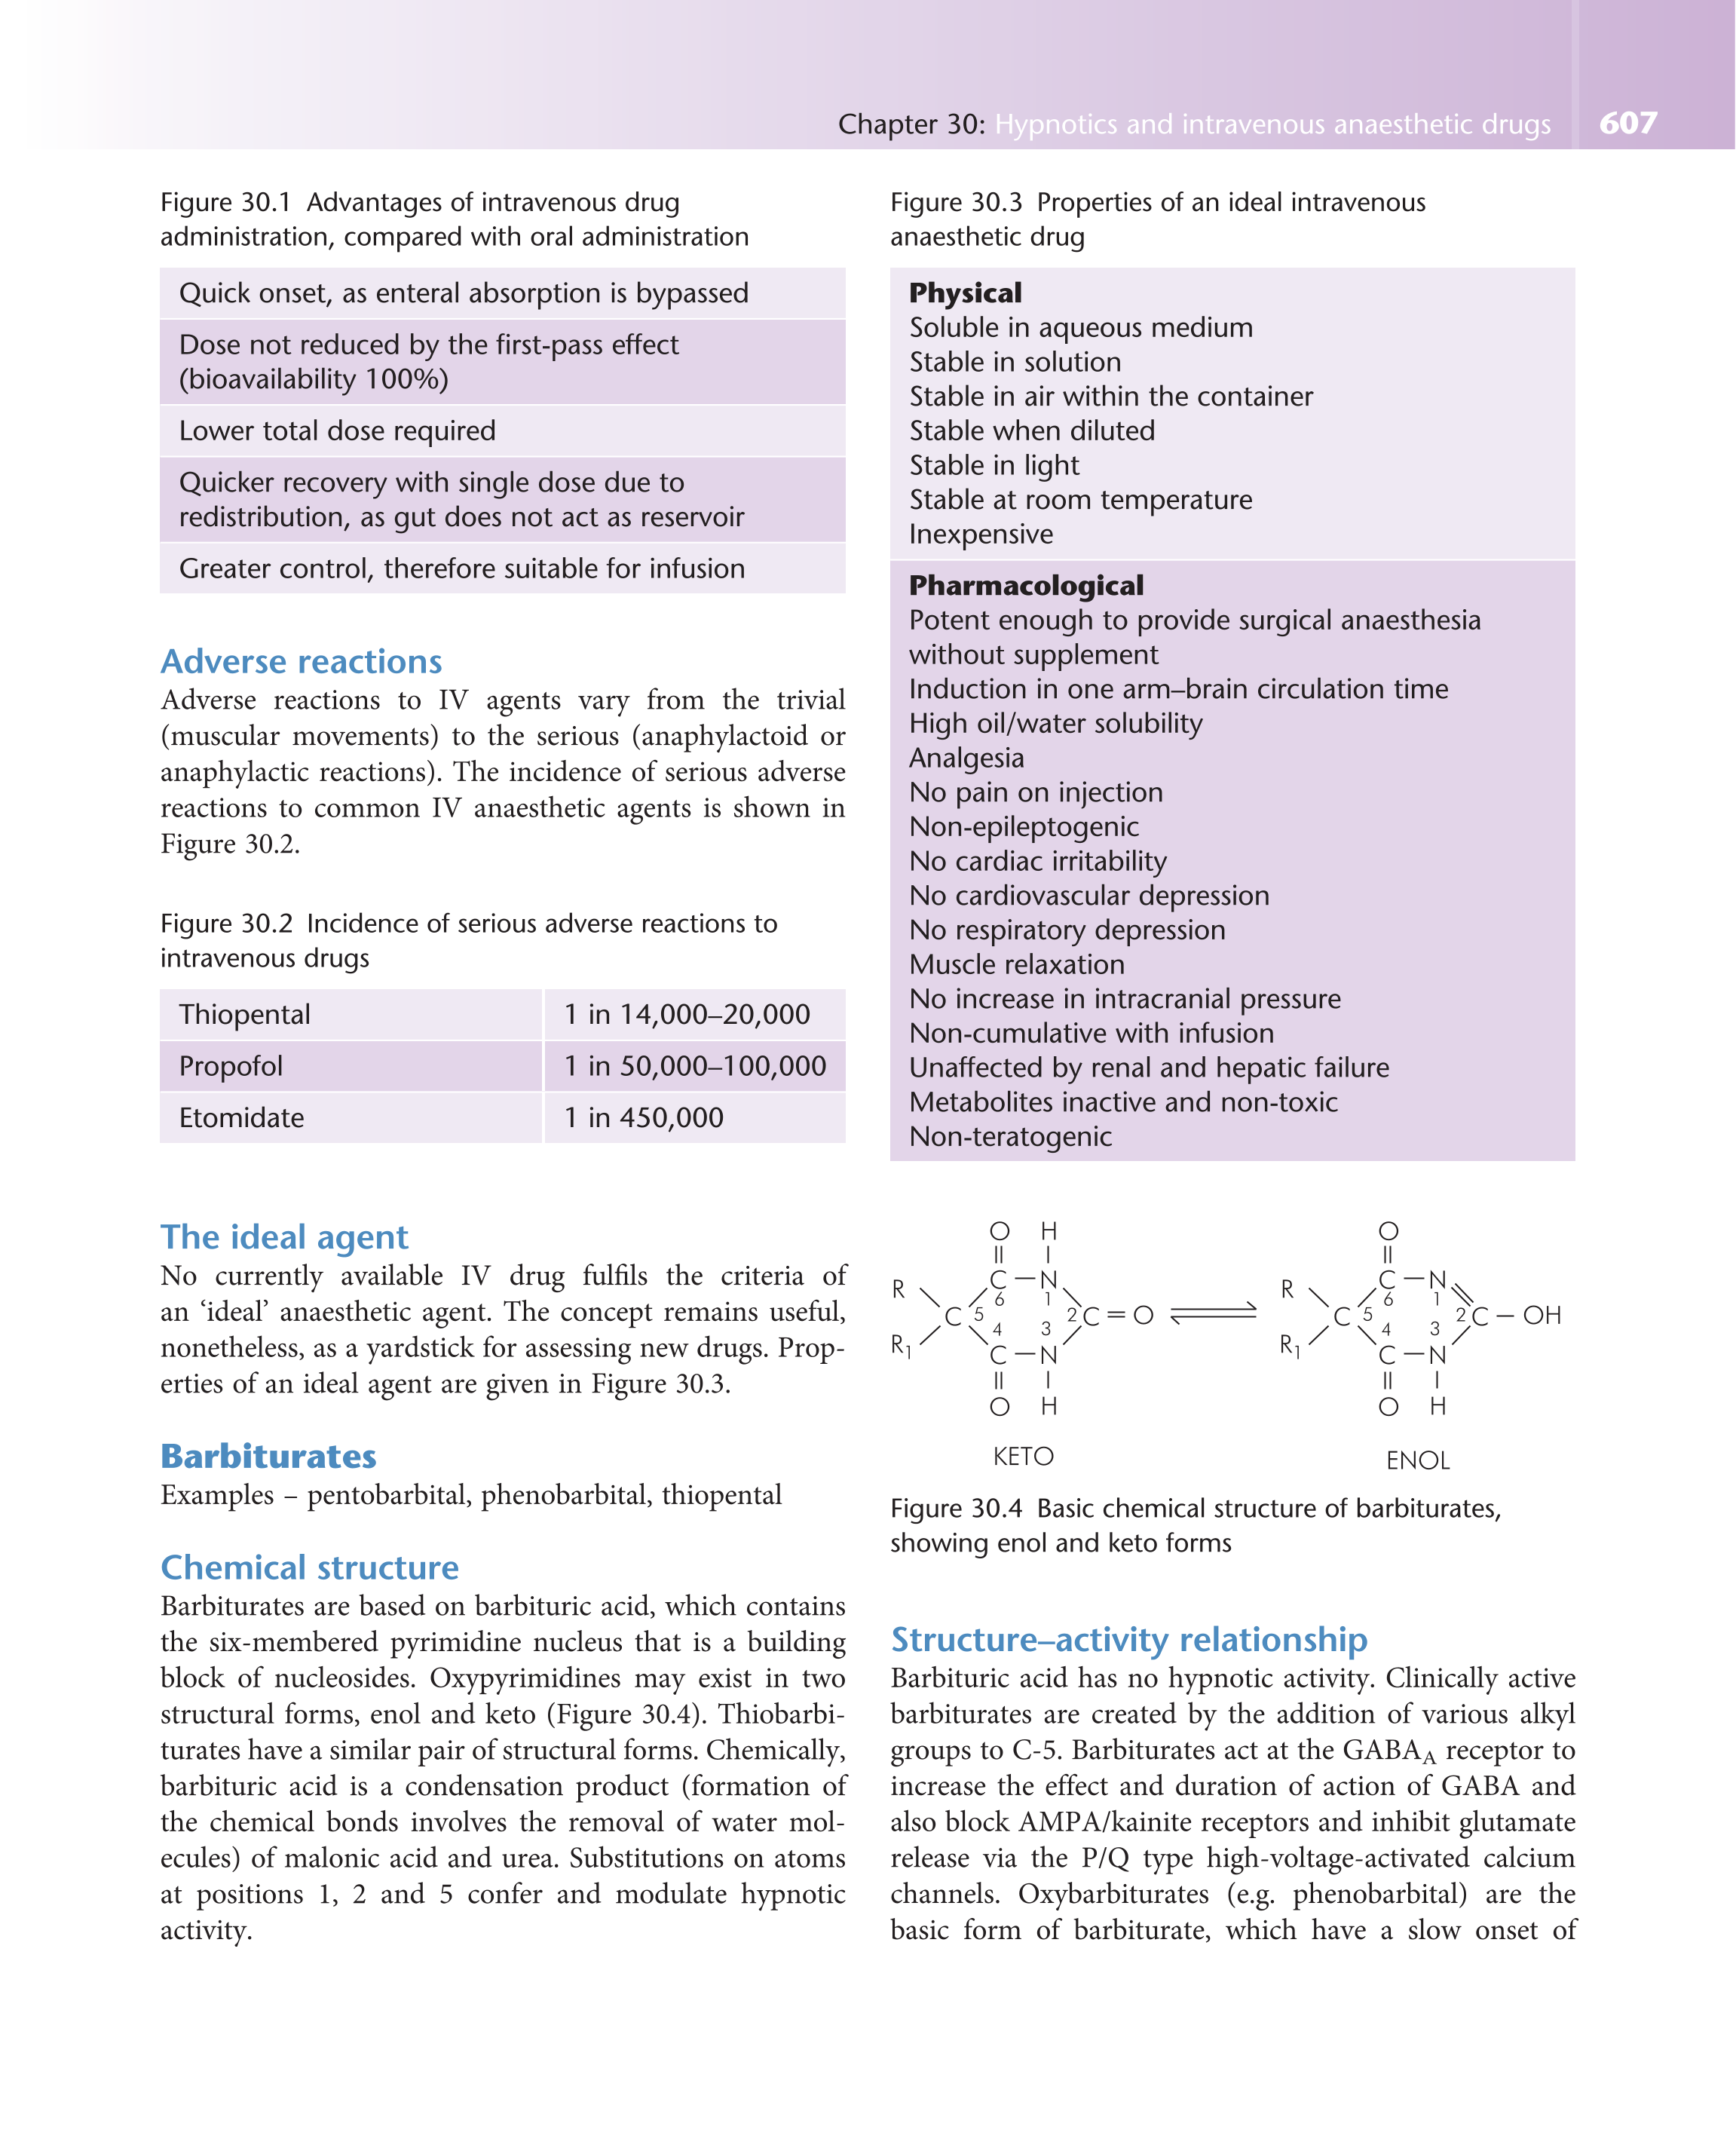 Chapter 30: Hypnotics and intravenous anaesthetic drugs 607
Figure 30.1 Advantages of intravenous drug
administration, compared with oral administration
Quick onset, as enteral absorption is bypassed
Dose not reduced by the first-pass effect
(bioavailability 100%)
Lower total dose required
Quicker recovery with single dose due to
redistribution, as gut does not act as reservoir
Greater control, therefore suitable for infusion
Adverse reactions
Adverse reactions to IV agents vary from the trivial
(muscular movements) to the serious (anaphylactoid or
anaphylactic reactions). The incidence of serious adverse
reactions to common IV anaesthetic agents is shown in
Figure 30.2.
Figure 30.2 Incidence of serious adverse reactions to
intravenous drugs
Thiopental 1 in 14,000–20,000
Propofol 1 in 50,000–100,000
Etomidate 1 in 450,000
The ideal agent
No currently available IV drug fulfils the criteria of
an ‘ideal’ anaesthetic agent. The concept remains useful,
nonetheless, as a yardstick for assessing new drugs. Prop-
erties of an ideal agent are given in Figure 30.3.
Barbiturates
Examples – pentobarbital, phenobarbital, thiopental
Chemical structure
Barbiturates are based on barbituric acid, which contains
the six-membered pyrimidine nucleus that is a building
block of nucleosides. Oxypyrimidines may exist in two
structural forms, enol and keto (Figure 30.4). Thiobarbi-
turates have a similar pair of structural forms. Chemically,
barbituric acid is a condensation product (formation of
the chemical bonds involves the removal of water mol-
ecules) of malonic acid and urea. Substitutions on atoms
at positions 1, 2 and 5 confer and modulate hypnotic
activity.
Figure 30.3 Properties of an ideal intravenous
anaesthetic drug
Physical
Soluble in aqueous medium
Stable in solution
Stable in air within the container
Stable when diluted
Stable in light
Stable at room temperature
Inexpensive
Pharmacological
Potent enough to provide surgical anaesthesia
without supplement
Induction in one arm–brain circulation time
High oil/water solubility
Analgesia
No pain on injection
Non-epileptogenic
No cardiac irritability
No cardiovascular depression
No respiratory depression
Muscle relaxation
No increase in intracranial pressure
Non-cumulative with infusion
Unaffected by renal and hepatic failure
Metabolites inactive and non-toxic
Non-teratogenic
O H O
R C N R C N
6 1 6 1
C 5 2 C O C 5 2 C OH
4 3 4 3
R1 C N R1 C N
O H O H
KETO ENOL
Figure 30.4 Basic chemical structure of barbiturates,
showing enol and keto forms
Structure–activity relationship
Barbituric acid has no hypnotic activity. Clinically active
barbiturates are created by the addition of various alkyl
groups to C-5. Barbiturates act at the GABAA receptor to
increase the effect and duration of action of GABA and
also block AMPA/kainite receptors and inhibit glutamate
release via the P/Q type high-voltage-activated calcium
channels. Oxybarbiturates (e.g. phenobarbital) are the
basic form of barbiturate, which have a slow onset of